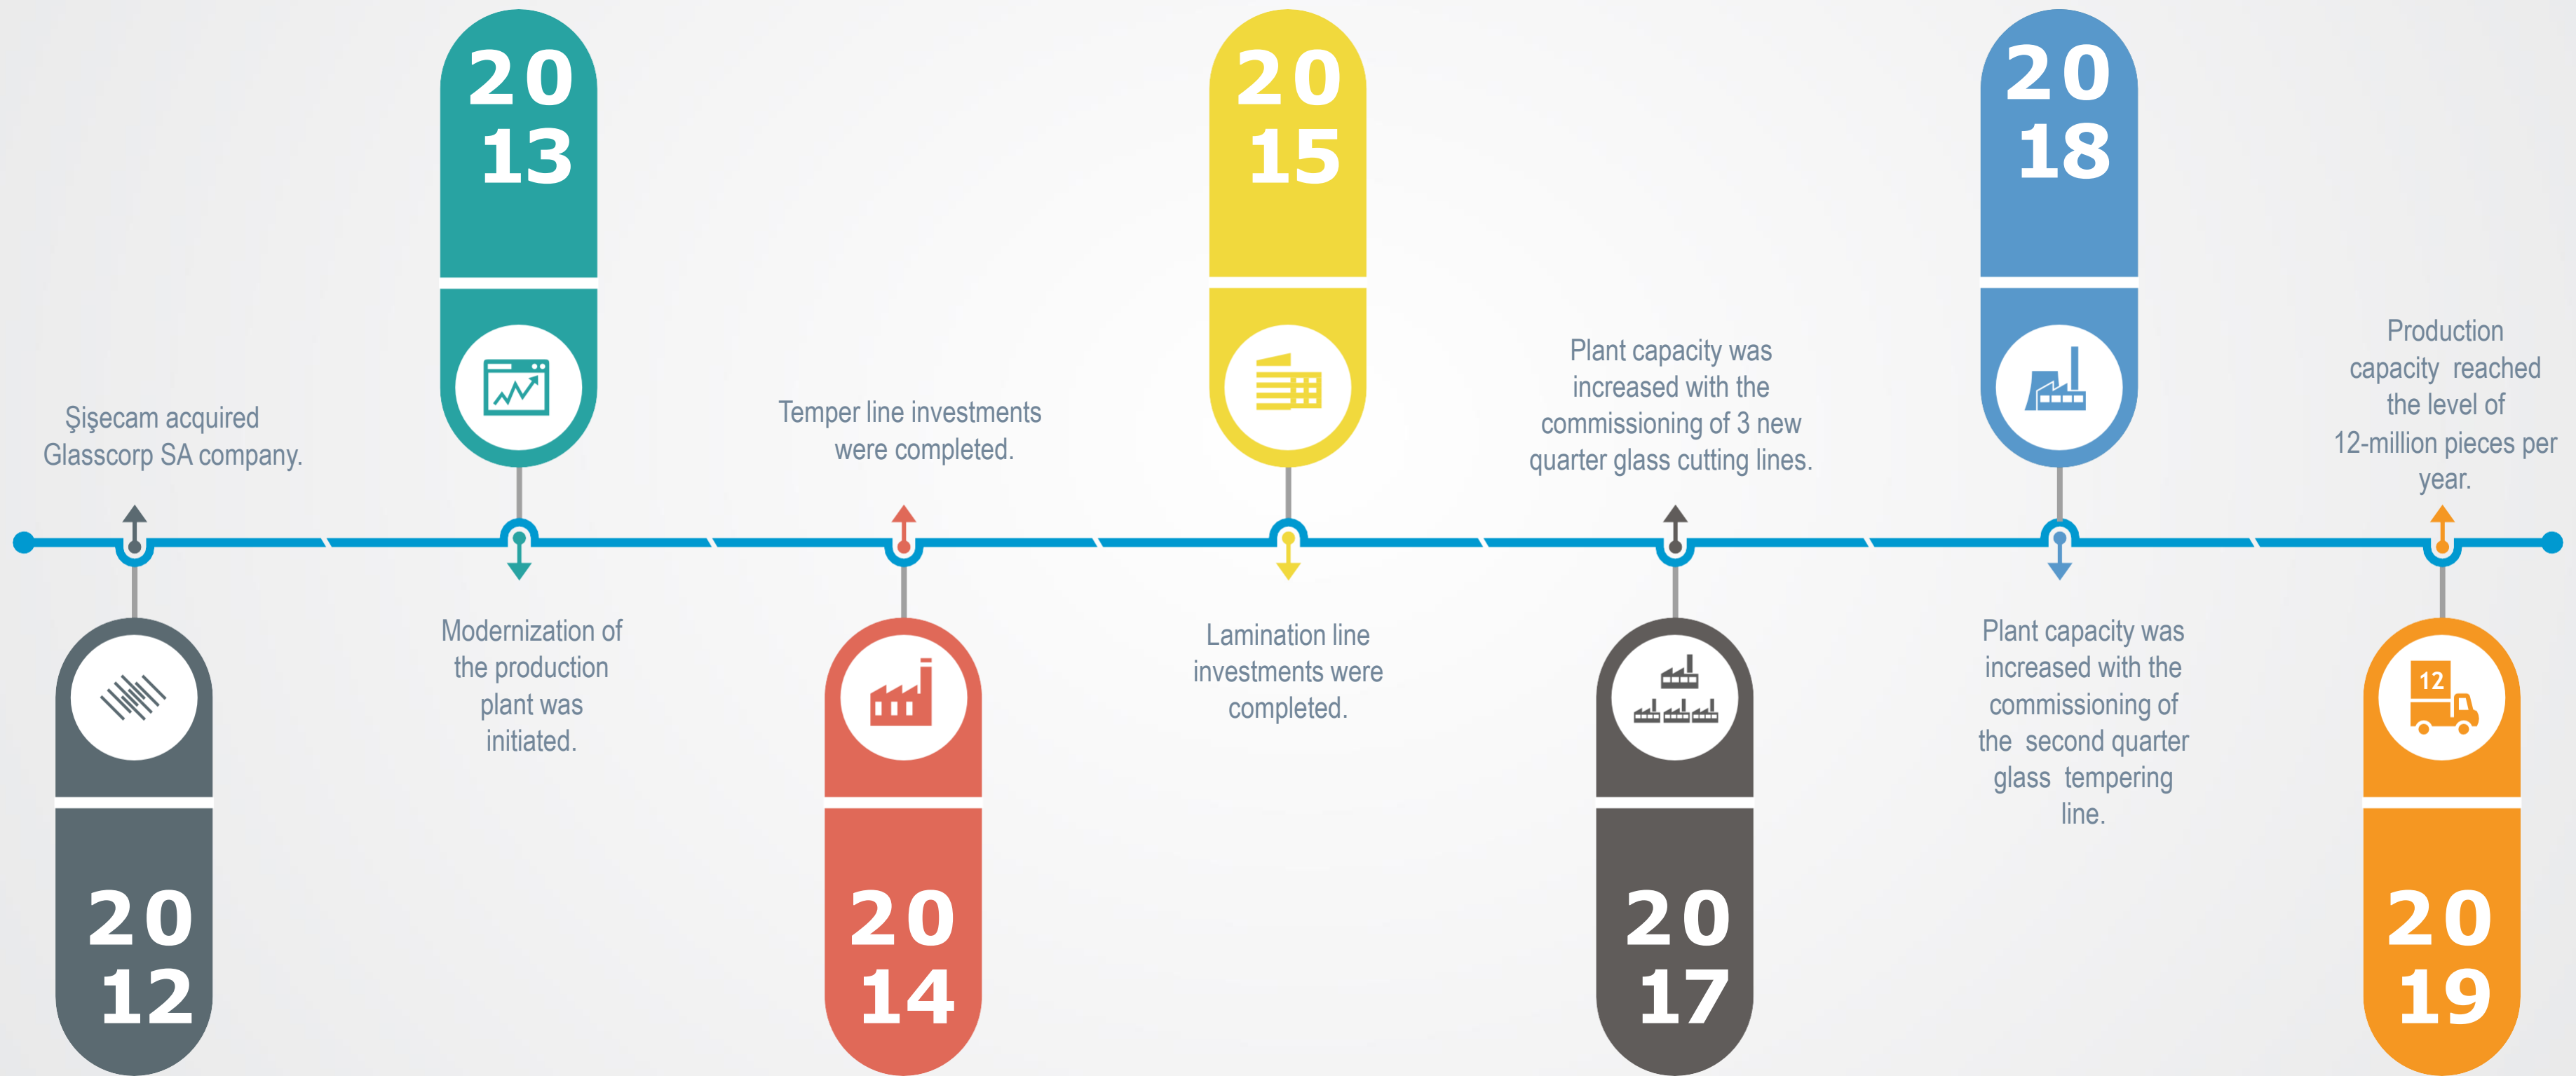 Şişecam acquired
Glasscorp SA company.
20
12
20
13
Modernization of
the production
plant was
initiated.
Temper line investments
were completed.
20
14
20
15
Lamination line
investments were
completed.
Plant capacity was
increased with the
commissioning of 3 new
quarter glass cutting lines.
20
17
20
18
Plant capacity was
increased with the
commissioning of
the second quarter
glass tempering
line.
Production
capacity reached
the level of
12-million pieces per
year.
12
20
19